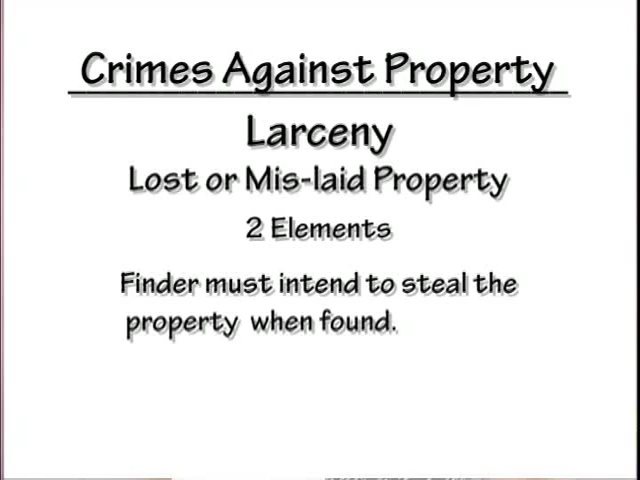 Crimes Against Property
Larceny
Lost or Mis-laid Property
2 Elements
Finder must intend to steal the
property when found.